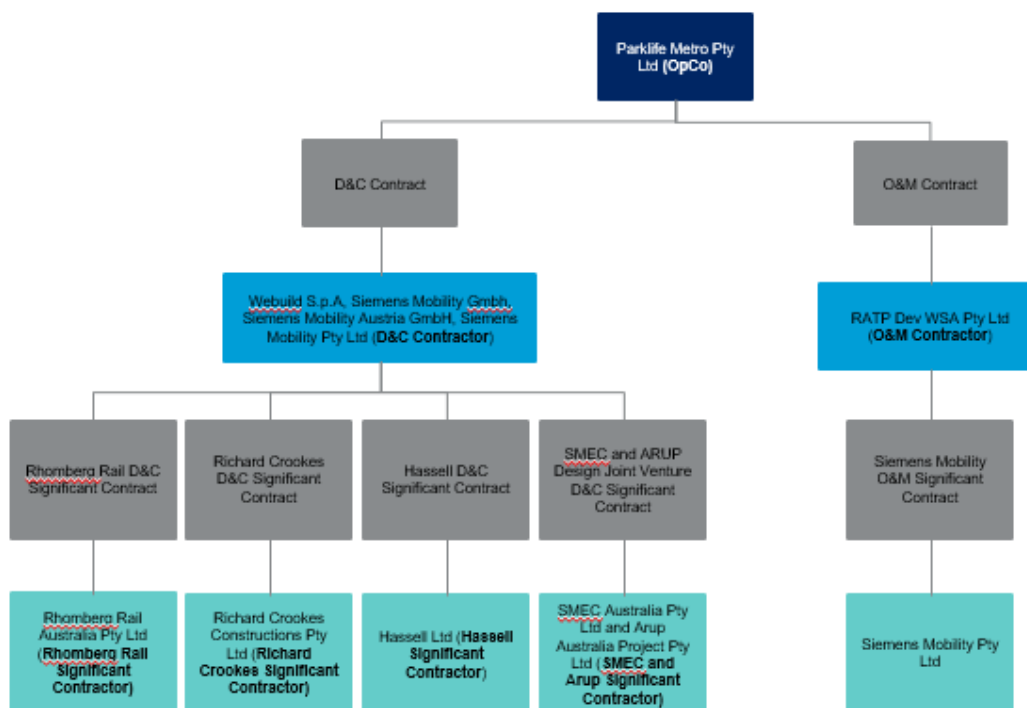 Parklife Metro Pty
Ltd (OpCo)
D&C Contract
O&M Contract
Webuild S.p.A, Siemens Mobility Gmbh,
Siemens Mobility Austria GmbH, Siemens
Mobility Pty Ltd (D&C Contractor)
RATP Dev WSA Pty Ltd
(O&M Contractor)
Rhomberg Rail D&C
Significant Contract
Richard Crookes
D&C Significant
Contract
Hassell D&C
Significant Contract
SMEC and ARUP
Design Joint Venture
D&C Significant
Contract
Siemens Mobility
O&M Significant
Contract
Rhomberg Rail
Australia Pty Ltd
(Rhomberg Rail
Significant
Contractor)
Richard Crookes
Constructions Pty
Ltd (Richard
Crookes Significant
Contractor)
Hassell Ltd (Hassell
Significant
Contractor)
SMEC Australia Pty
Ltd and Arup
Australia Project Pty
Ltd (SMEC and
Arup Significant
Contractor)
Siemens Mobility Pty
Ltd